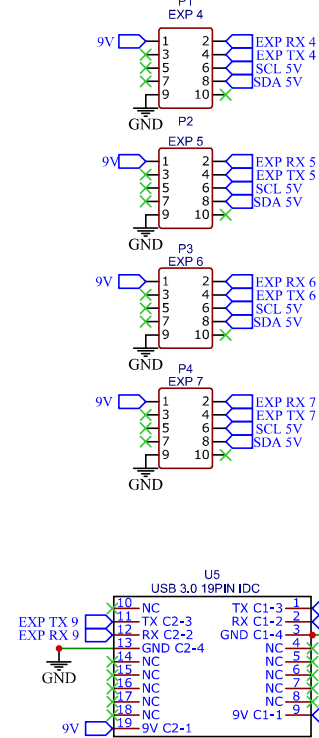 P1
EXP 4
9V 1 2 EXP RX 4
3 4 EXP TX 4
5 6 SCL 5V
7 8 SDA 5V
9 10
GND
P2
EXP 5
9V 1 2 EXP RX 5
3 4 EXP TX 5
5 6 SCL 5V
7 8 SDA 5V
9 10
GND
P3
EXP 6
9V 1 2 EXP RX 6
3 4 EXP TX 6
5 6 SCL 5V
7 8 SDA 5V
9 10
GND
P4
EXP 7
9V 1 2 EXP RX 7
3 4 EXP TX 7
5 6 SCL 5V
7 8 SDA 5V
9 10
GND
U5
USB 3.0 19PIN IDC
10 NC TX C1-3 1
EXP TX 9 11 TX C2-3 RX C1-2 2
EXP RX 9 12 RX C2-2 GND C1-4 3
13 GND C2-4 NC 4
14 NC NC 5
GND 15 NC NC 6
16 NC NC 7
17 NC NC 8
18 NC 9V C1-1 9
9V 19 9V C2-1